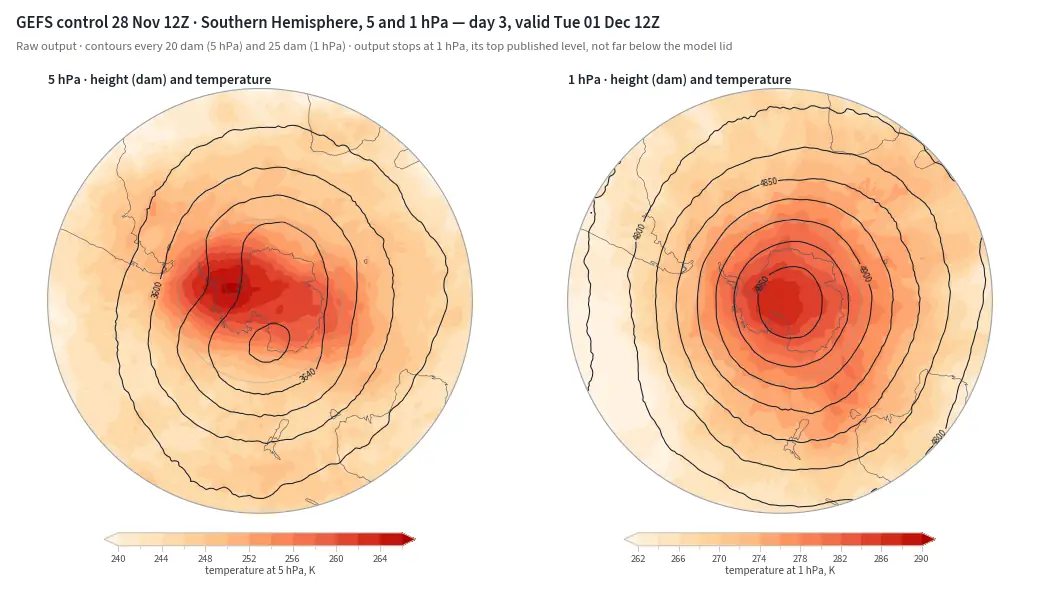 GEFS control 28 Nov 12Z · Southern Hemisphere, 5 and 1 hPa — day 3, valid Tue 01 Dec 12Z
Raw output · contours every 20 dam (5 hPa) and 25 dam (1 hPa) · output stops at 1 hPa, its top published level, not far below the model lid
5 hPa · height (dam) and temperature
3600
3640
240 244 248 252 256 260 264
temperature at 5 hPa, K
1 hPa · height (dam) and temperature
4850
4800
4800
262 266 270 274 278 282 286 290
temperature at 1 hPa, K